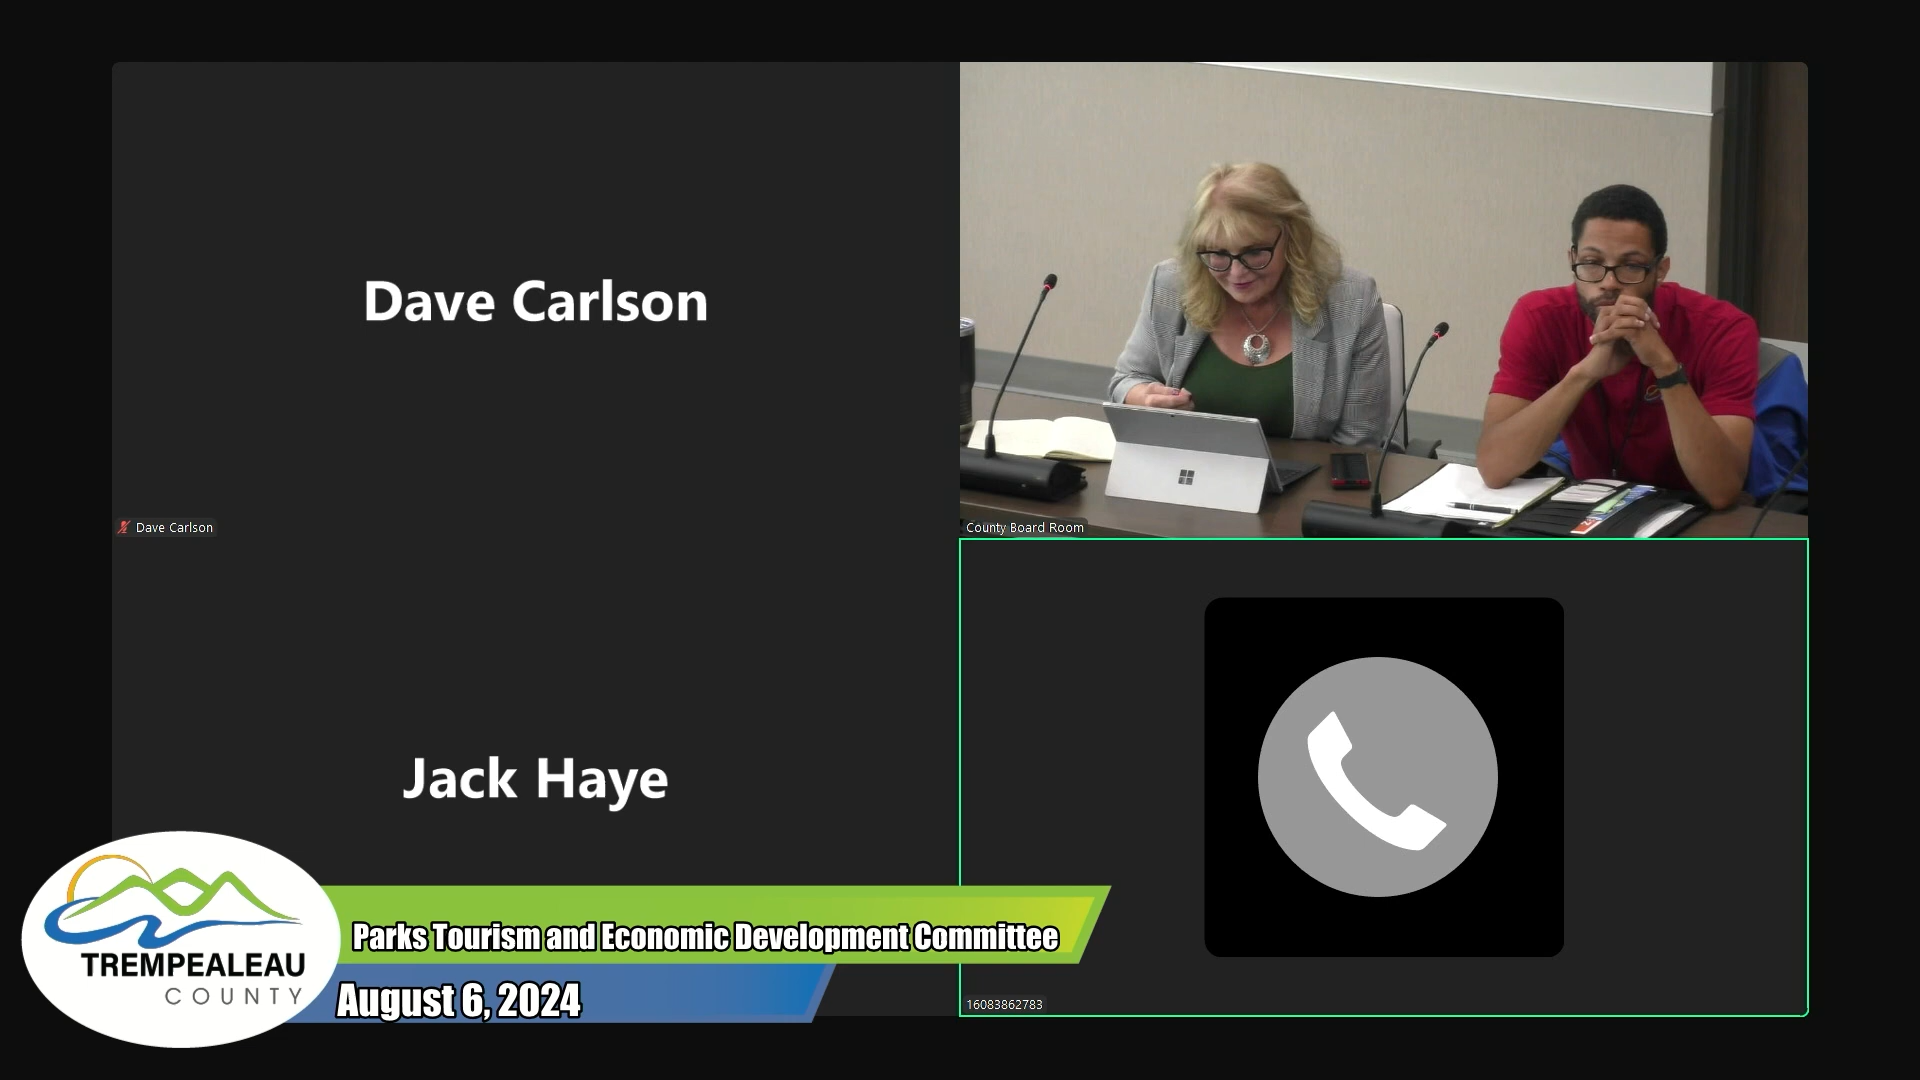 Dave Carlson
Dave Carlson
County Board Room
Jack Haye
16083862783
TREMPEALEAU
COUNTY
Parks Tourism and Economic Development Committee
August 6, 2024